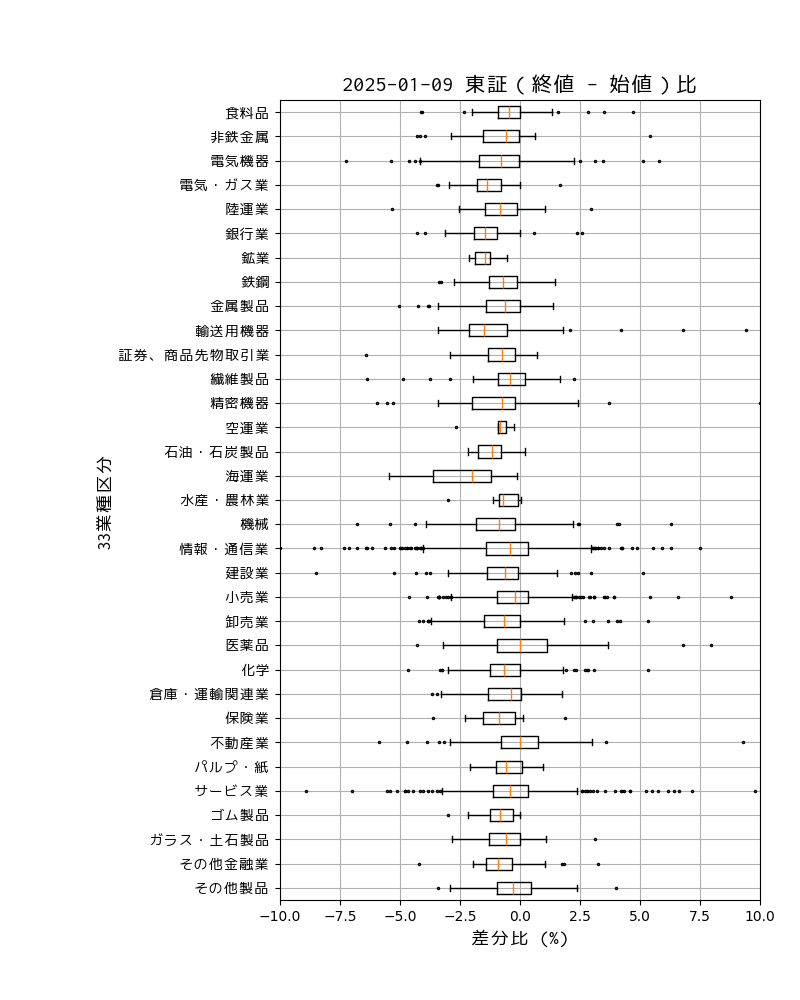 2025-01-09 東証 ( 終値 - 始値 ) 比
食料品
非鉄金属
電気機器
電気・ガス業
陸運業
銀行業
鉱業
鉄鋼
金属製品
輸送用機器
証券、商品先物取引業
繊維製品
精密機器
空運業
石油・石炭製品
海運業
水産・農林業
機械
情報・通信業
建設業
小売業
卸売業
医薬品
化学
倉庫・運輸関連業
保険業
不動産業
パルプ・紙
サービス業
ゴム製品
ガラス・土石製品
その他金融業
その他製品
33業種区分
−10.0 −7.5 −5.0 −2.5 0.0 2.5 5.0 7.5 10.0
差分比 (%)